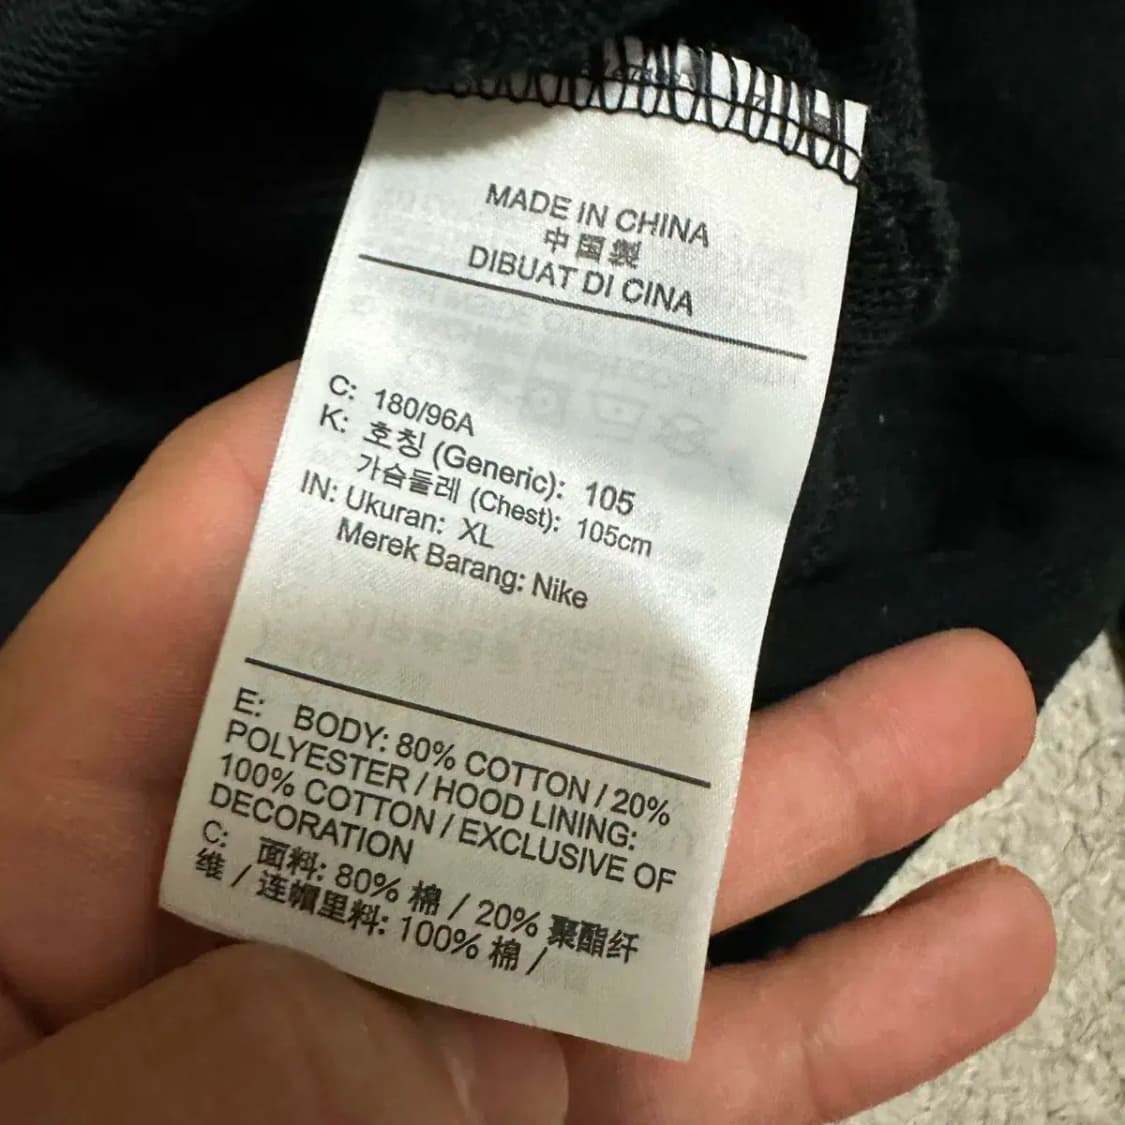 MADE IN CHINA
中国製
DIBUAT DI CINA
C: 180/96A
K: 호칭 (Generic): 105
가슴둘레 (Chest): 105cm
IN: Ukuran: XL
Merek Barang: Nike
E: BODY: 80% COTTON / 20%
POLYESTER / HOOD LINING:
100% COTTON / EXCLUSIVE OF
DECORATION
C: 面料: 80% 棉 / 20% 聚酯纤
维 / 连帽里料: 100% 棉 /